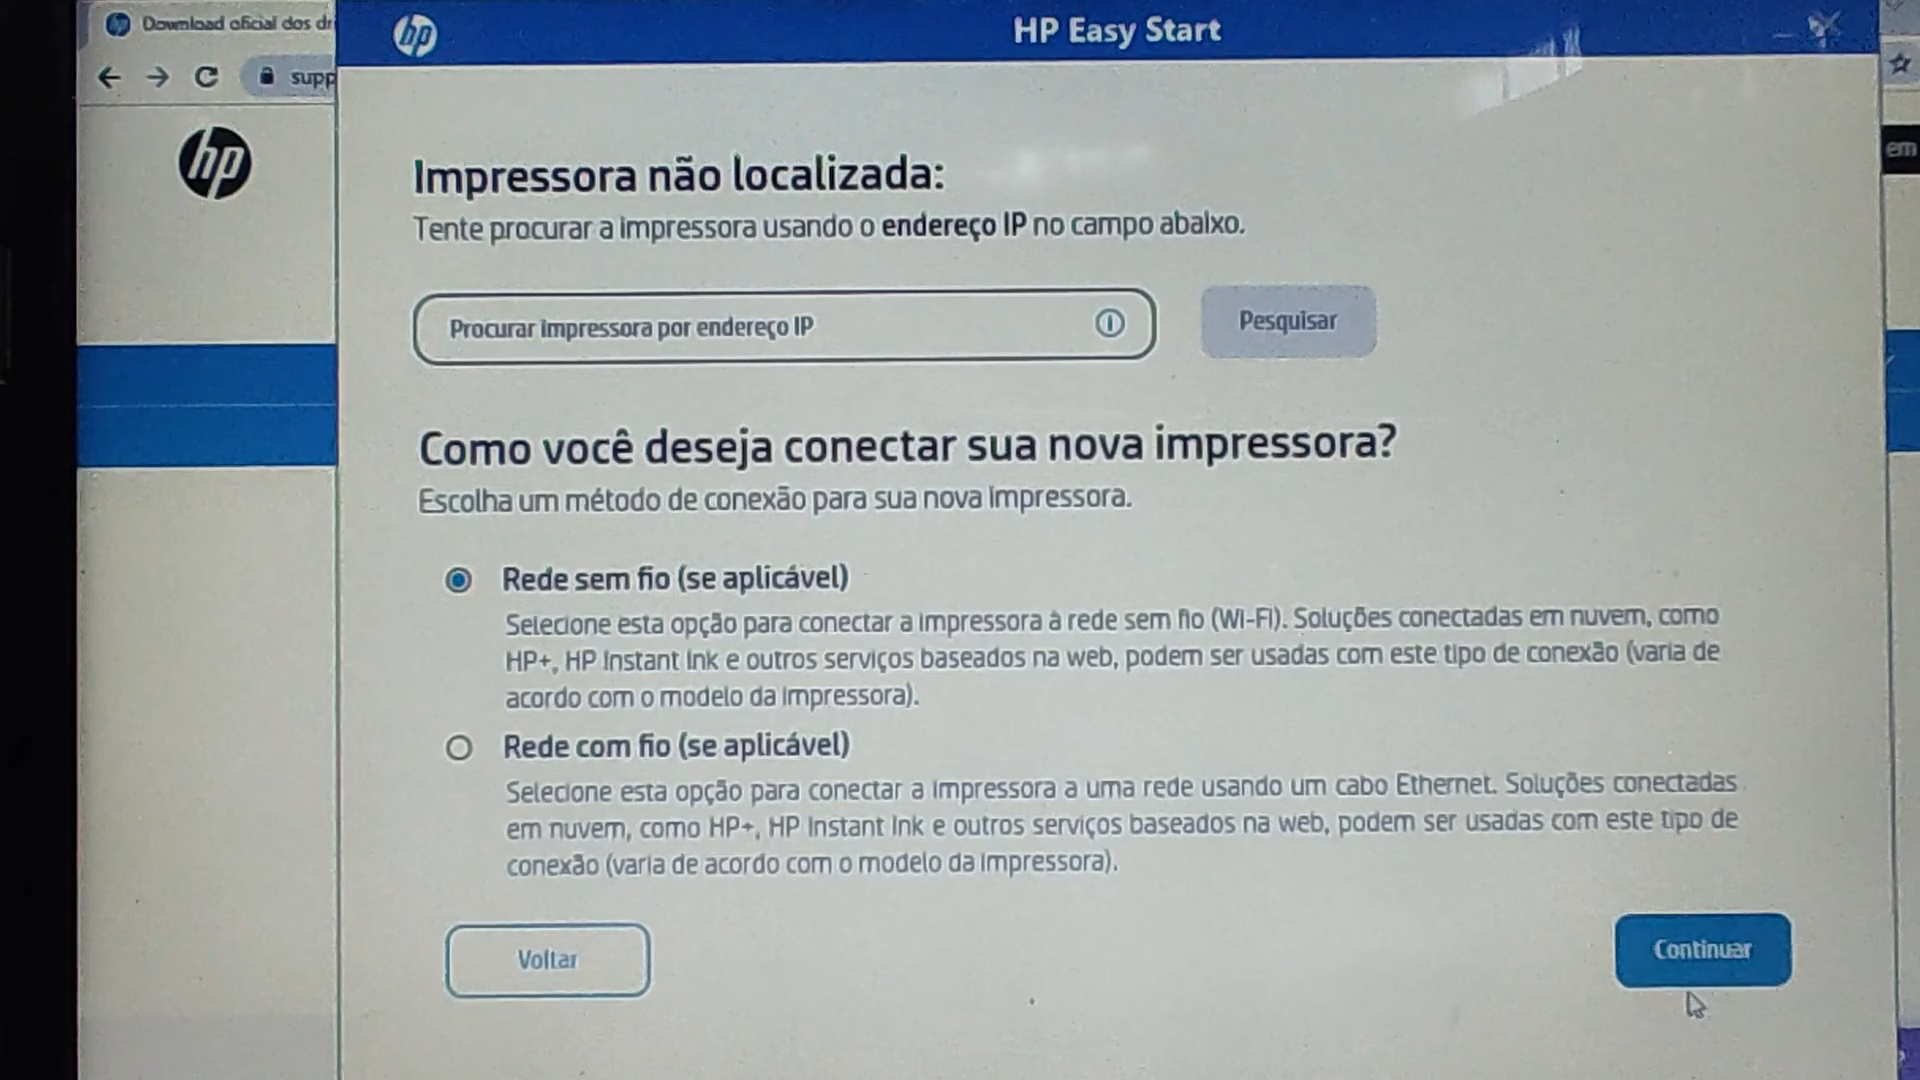 Download oficial dos dr
hp
HP Easy Start
supp
hp
em
Impressora não localizada:
Tente procurar a impressora usando o endereço IP no campo abaixo.
Procurar impressora por endereço IP
Pesquisar
Como você deseja conectar sua nova impressora?
Escolha um método de conexão para sua nova impressora.
Rede sem fio (se aplicável)
Selecione esta opção para conectar a impressora à rede sem fio (Wi-Fi). Soluções conectadas em nuvem, como
HP+, HP Instant Ink e outros serviços baseados na web, podem ser usadas com este tipo de conexão (varia de
acordo com o modelo da impressora).
Rede com fio (se aplicável)
Selecione esta opção para conectar a impressora a uma rede usando um cabo Ethernet. Soluções conectadas
em nuvem, como HP+, HP Instant Ink e outros serviços baseados na web, podem ser usadas com este tipo de
conexão (varia de acordo com o modelo da impressora).
Voltar
Continuar